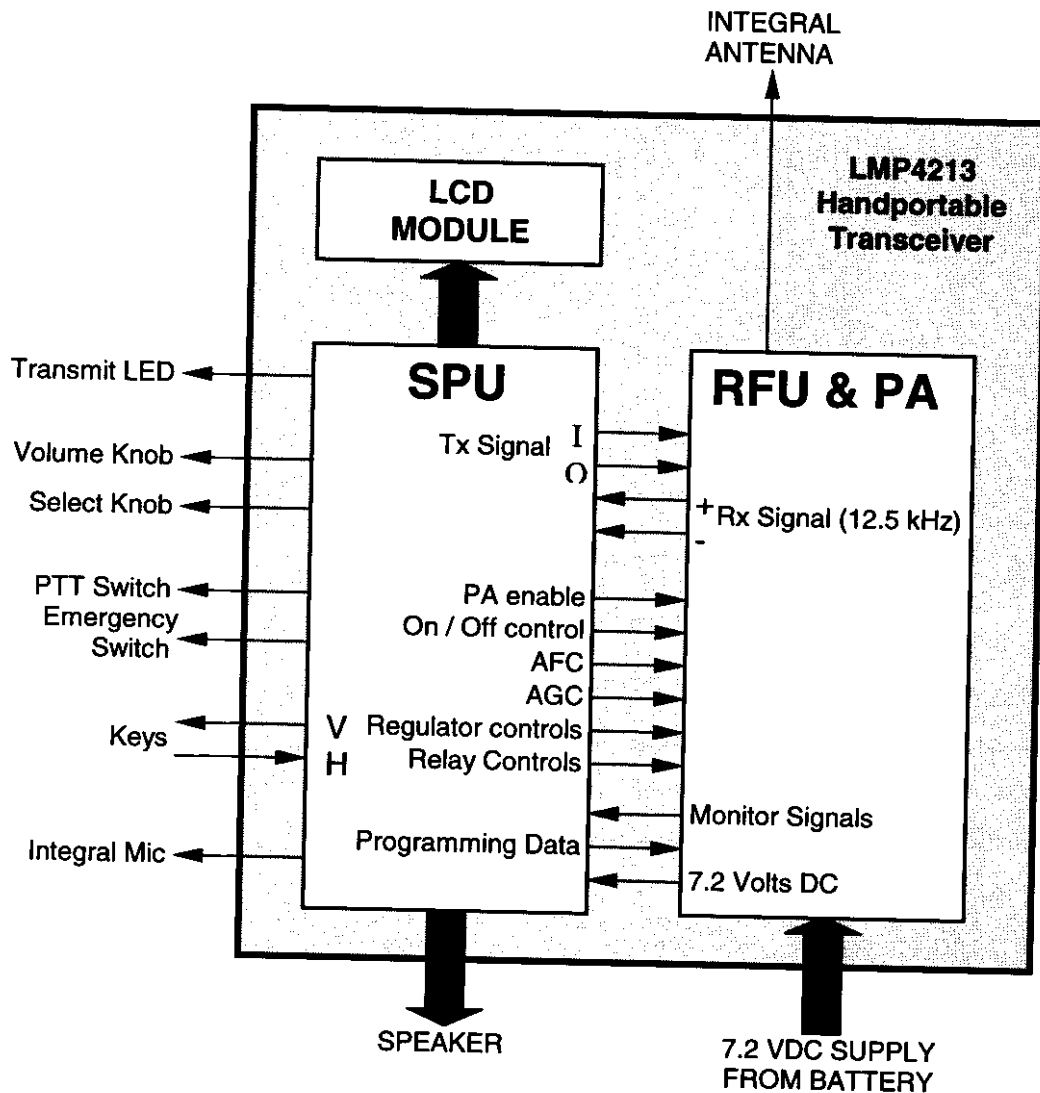 INTEGRAL
ANTENNA
LMP4213
Handportable
Transceiver
LCD
MODULE
SPU
RFU & PA
Transmit LED
Volume Knob
Select Knob
PTT Switch
Emergency
Switch
Keys
V
H
Integral Mic
Tx Signal I
Q
+
Rx Signal (12.5 kHz)
-
PA enable
On / Off control
AFC
AGC
Regulator controls
Relay Controls
Monitor Signals
Programming Data
7.2 Volts DC
SPEAKER
7.2 VDC SUPPLY
FROM BATTERY